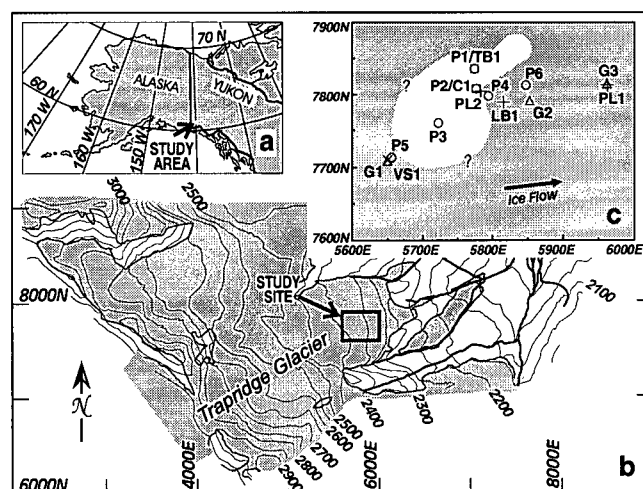 70 N
ALASKA
YUKON
60 N
170 W
160 W
150 W
STUDY
AREA
a
7900N
7800N
7700N
7600N
5600E
5700E
5800E
5900E
6000E
P1/TB1
P2/C1
P4
P6
G3
PL2
LB1
G2
PL1
P3
P5
G1
VS1
?
?
Ice Flow
c
3000
2500
8000N
STUDY
SITE
Trapridge Glacier
2100
N
2400
2300
2200
2500
2600
2700
2800
2900
6000N
4000E
6000E
8000E
b